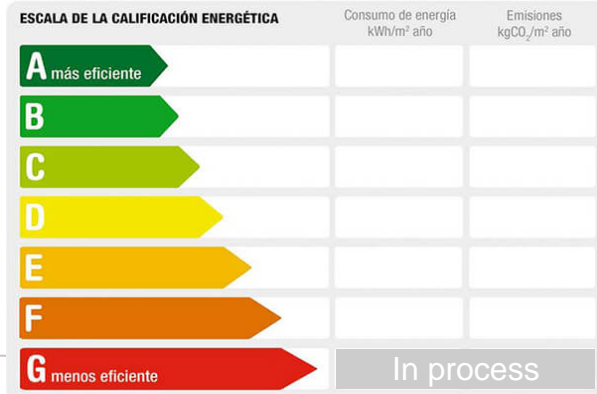 ESCALA DE LA CALIFICACIÓN ENERGÉTICA
Consumo de energía
kWh/m² año
Emisiones
kgCO₂/m² año
A más eficiente
B
C
D
E
F
G menos eficiente
In process